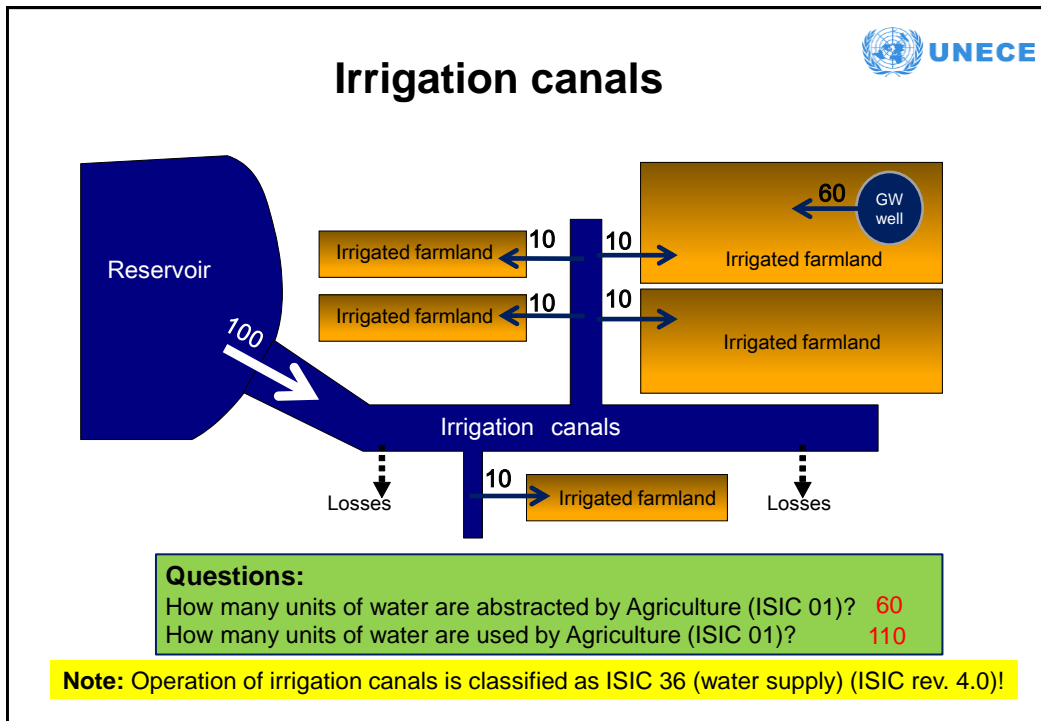 UNECE
Irrigation canals
Reservoir
100
Irrigated farmland
10
10
60
GW
well
Irrigated farmland
Irrigated farmland
10
10
Irrigated farmland
Irrigation canals
Losses
10
Irrigated farmland
Losses
Questions:
How many units of water are abstracted by Agriculture (ISIC 01)? 60
How many units of water are used by Agriculture (ISIC 01)? 110
Note: Operation of irrigation canals is classified as ISIC 36 (water supply) (ISIC rev. 4.0)!